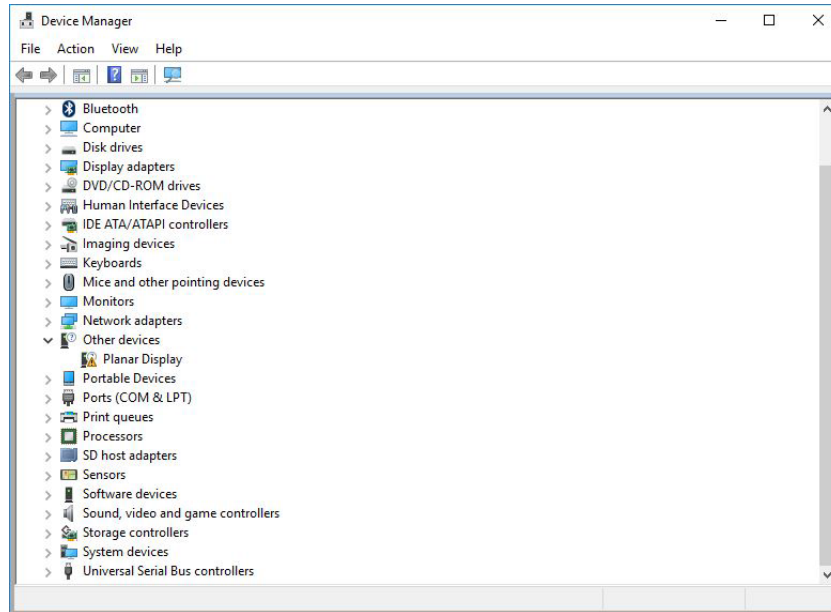 Device Manager
File Action View Help
Bluetooth
Computer
Disk drives
Display adapters
DVD/CD-ROM drives
Human Interface Devices
IDE ATA/ATAPI controllers
Imaging devices
Keyboards
Mice and other pointing devices
Monitors
Network adapters
Other devices
Planar Display
Portable Devices
Ports (COM & LPT)
Print queues
Processors
SD host adapters
Sensors
Software devices
Sound, video and game controllers
Storage controllers
System devices
Universal Serial Bus controllers